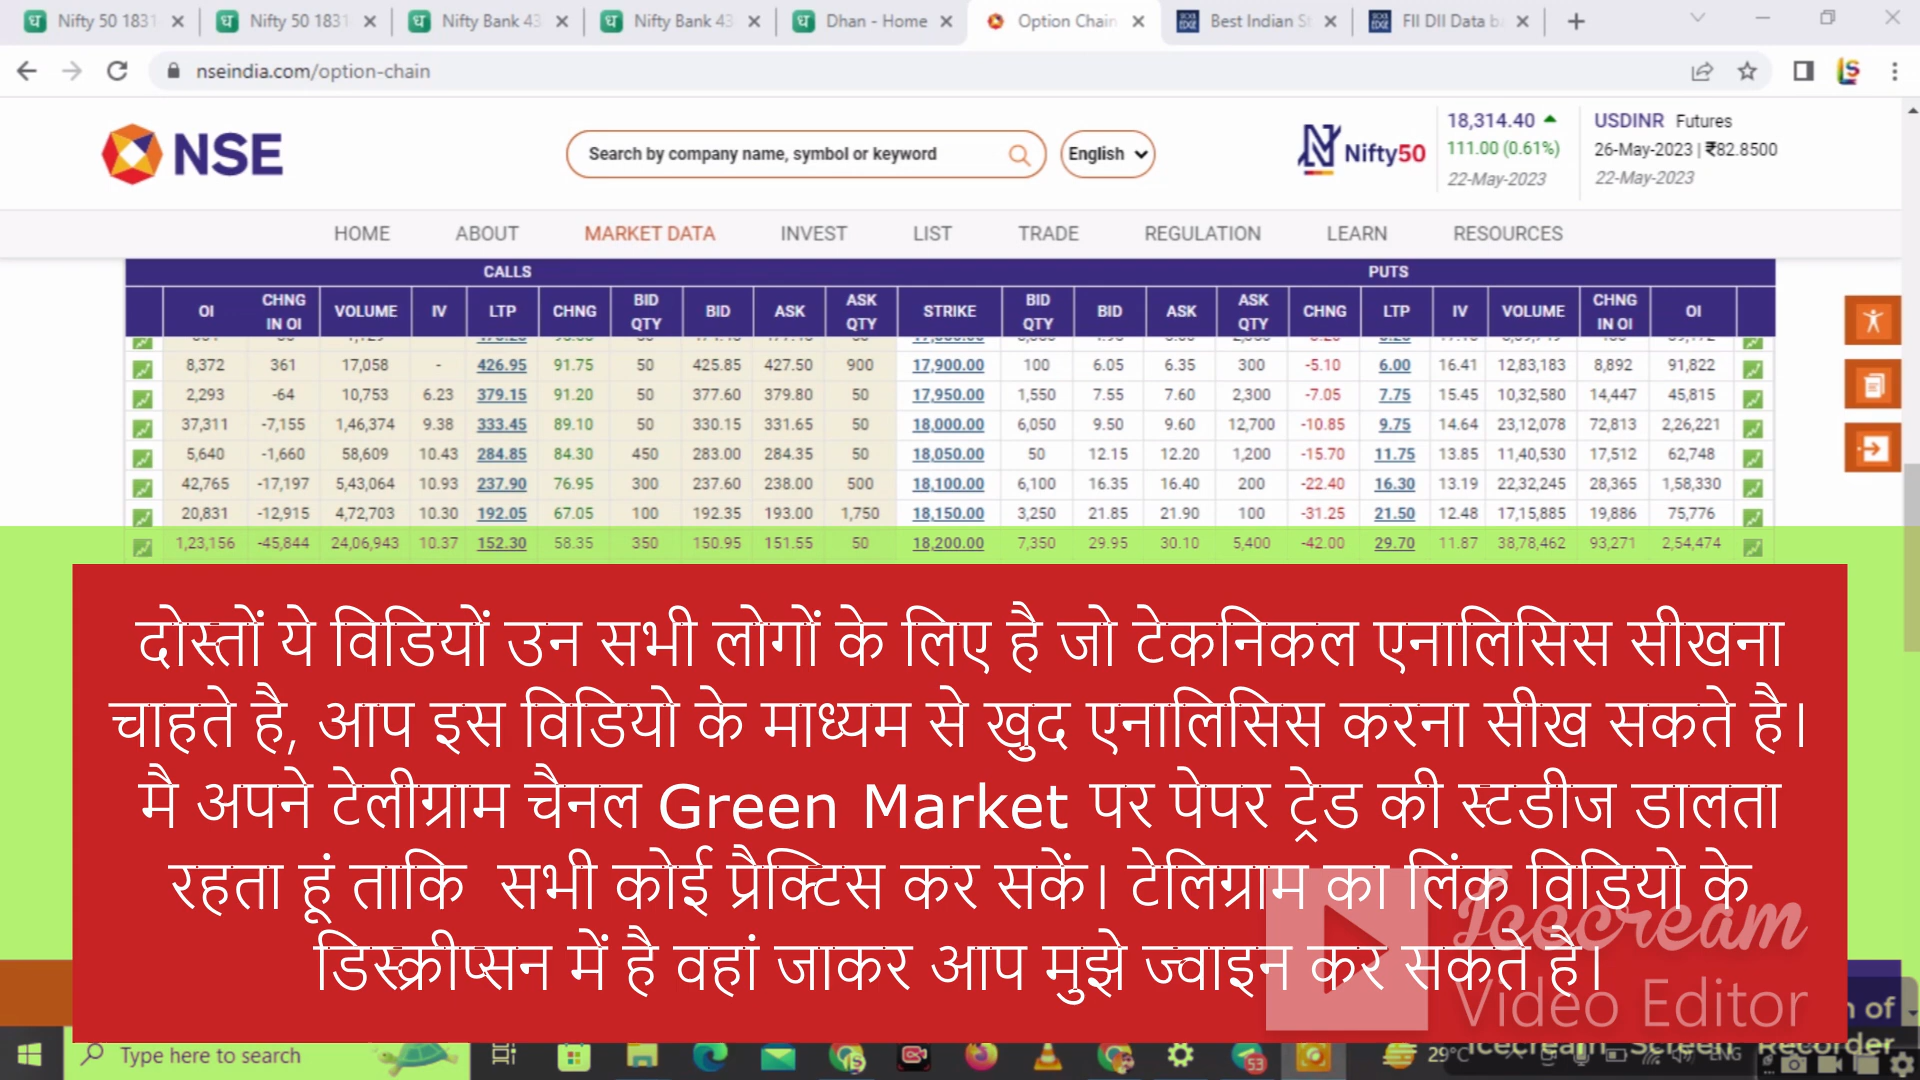 Nifty 50 1831
Nifty 50 1831
Nifty Bank 43
Nifty Bank 43
Dhan - Home
Option Chain
Best Indian St
FII DII Data ba
nseindia.com/option-chain
NSE
Search by company name, symbol or keyword
English
Nifty50
18,314.40
111.00 (0.61%)
22-May-2023
USDINR Futures
26-May-2023 | ₹82.8500
22-May-2023
HOME ABOUT MARKET DATA INVEST LIST TRADE REGULATION LEARN RESOURCES
CALLS PUTS
OI CHNG IN OI VOLUME IV LTP CHNG BID QTY BID ASK ASK QTY STRIKE BID QTY BID ASK ASK QTY CHNG LTP IV VOLUME CHNG IN OI OI
8,372 361 17,058 - 426.95 91.75 50 425.85 427.50 900 17,900.00 100 6.05 6.35 300 -5.10 6.00 16.41 12,83,183 8,892 91,822
2,293 -64 10,753 6.23 379.15 91.20 50 377.60 379.80 50 17,950.00 1,550 7.55 7.60 2,300 -7.05 7.75 15.45 10,32,580 14,447 45,815
37,311 -7,155 1,46,374 9.38 333.45 89.10 50 330.15 331.65 50 18,000.00 6,050 9.50 9.60 12,700 -10.85 9.75 14.64 23,12,078 72,813 2,26,221
5,640 -1,660 58,609 10.43 284.85 84.30 450 283.00 284.35 50 18,050.00 50 12.15 12.20 1,200 -15.70 11.75 13.85 11,40,530 17,512 62,748
42,765 -17,197 5,43,064 10.93 237.90 76.95 300 237.60 238.00 500 18,100.00 6,100 16.35 16.40 200 -22.40 16.30 13.19 22,32,245 28,365 1,58,330
20,831 -12,915 4,72,703 10.30 192.05 67.05 100 192.35 193.00 1,750 18,150.00 3,250 21.85 21.90 100 -31.25 21.50 12.48 17,15,885 19,886 75,776
1,23,156 -45,844 24,06,943 10.37 152.30 58.35 350 150.95 151.55 50 18,200.00 7,350 29.95 30.10 5,400 -42.00 29.70 11.87 38,78,462 93,271 2,54,474
दोस्तों ये विडियों उन सभी लोगों के लिए है जो टेकनिकल एनालिसिस सीखना
चाहते है, आप इस विडियो के माध्यम से खुद एनालिसिस करना सीख सकते है।
मै अपने टेलीग्राम चैनल Green Market पर पेपर ट्रेड की स्टडीज डालता
रहता हूं ताकि सभी कोई प्रैक्टिस कर सकें। टेलिग्राम का लिंक विडियो के
डिस्क्रीप्सन में है वहां जाकर आप मुझे ज्वाइन कर सकते है।
Icecream
Video Editor
of
Type here to search
53
29°C
ENG
Icecream Screen Recorder